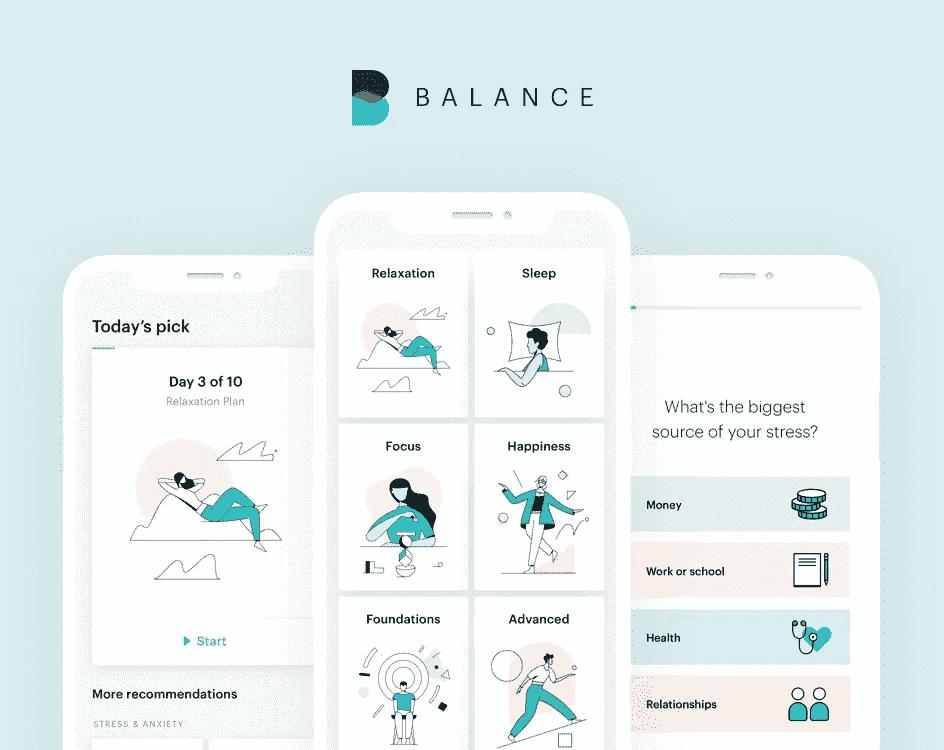 BALANCE
Today's pick
Day 3 of 10
Relaxation Plan
Start
More recommendations
STRESS & ANXIETY
Relaxation
Sleep
Focus
Happiness
Foundations
Advanced
What's the biggest
source of your stress?
Money
Work or school
Health
Relationships